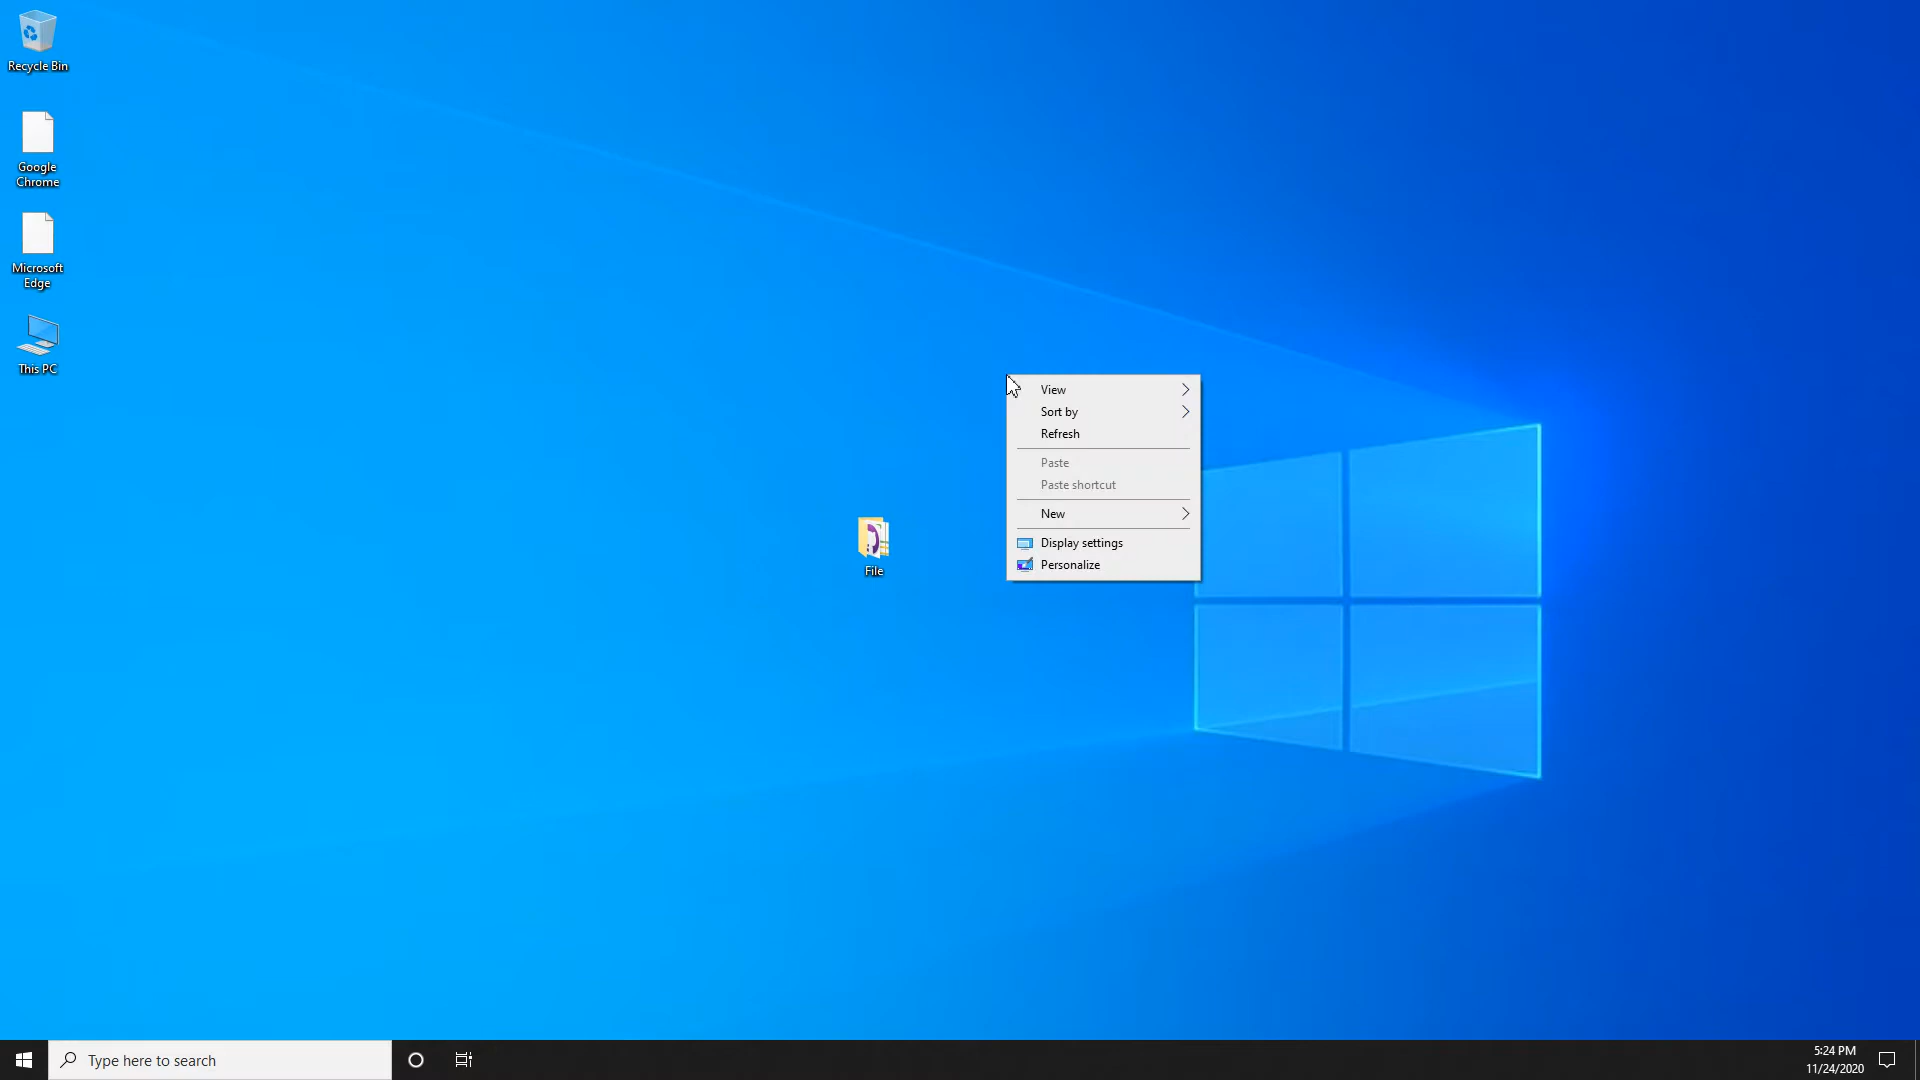 Recycle Bin
Google
Chrome
Microsoft
Edge
This PC
File
View
Sort by
Refresh
Paste
Paste shortcut
New
Display settings
Personalize
Type here to search
5:24 PM
11/24/2020